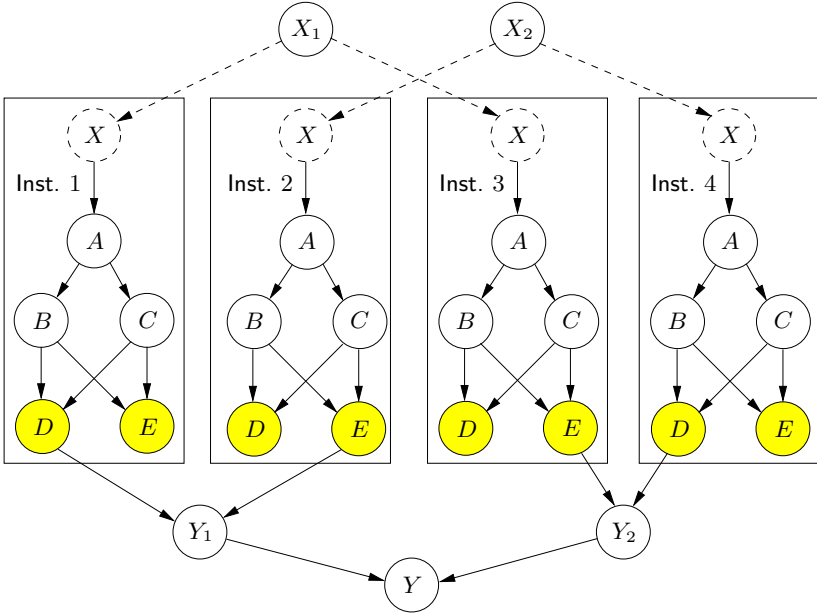 X1 X2
X X X X
Inst. 1 Inst. 2 Inst. 3 Inst. 4
A A A A
B C B C B C B C
D E D E D E D E
Y1 Y2
Y